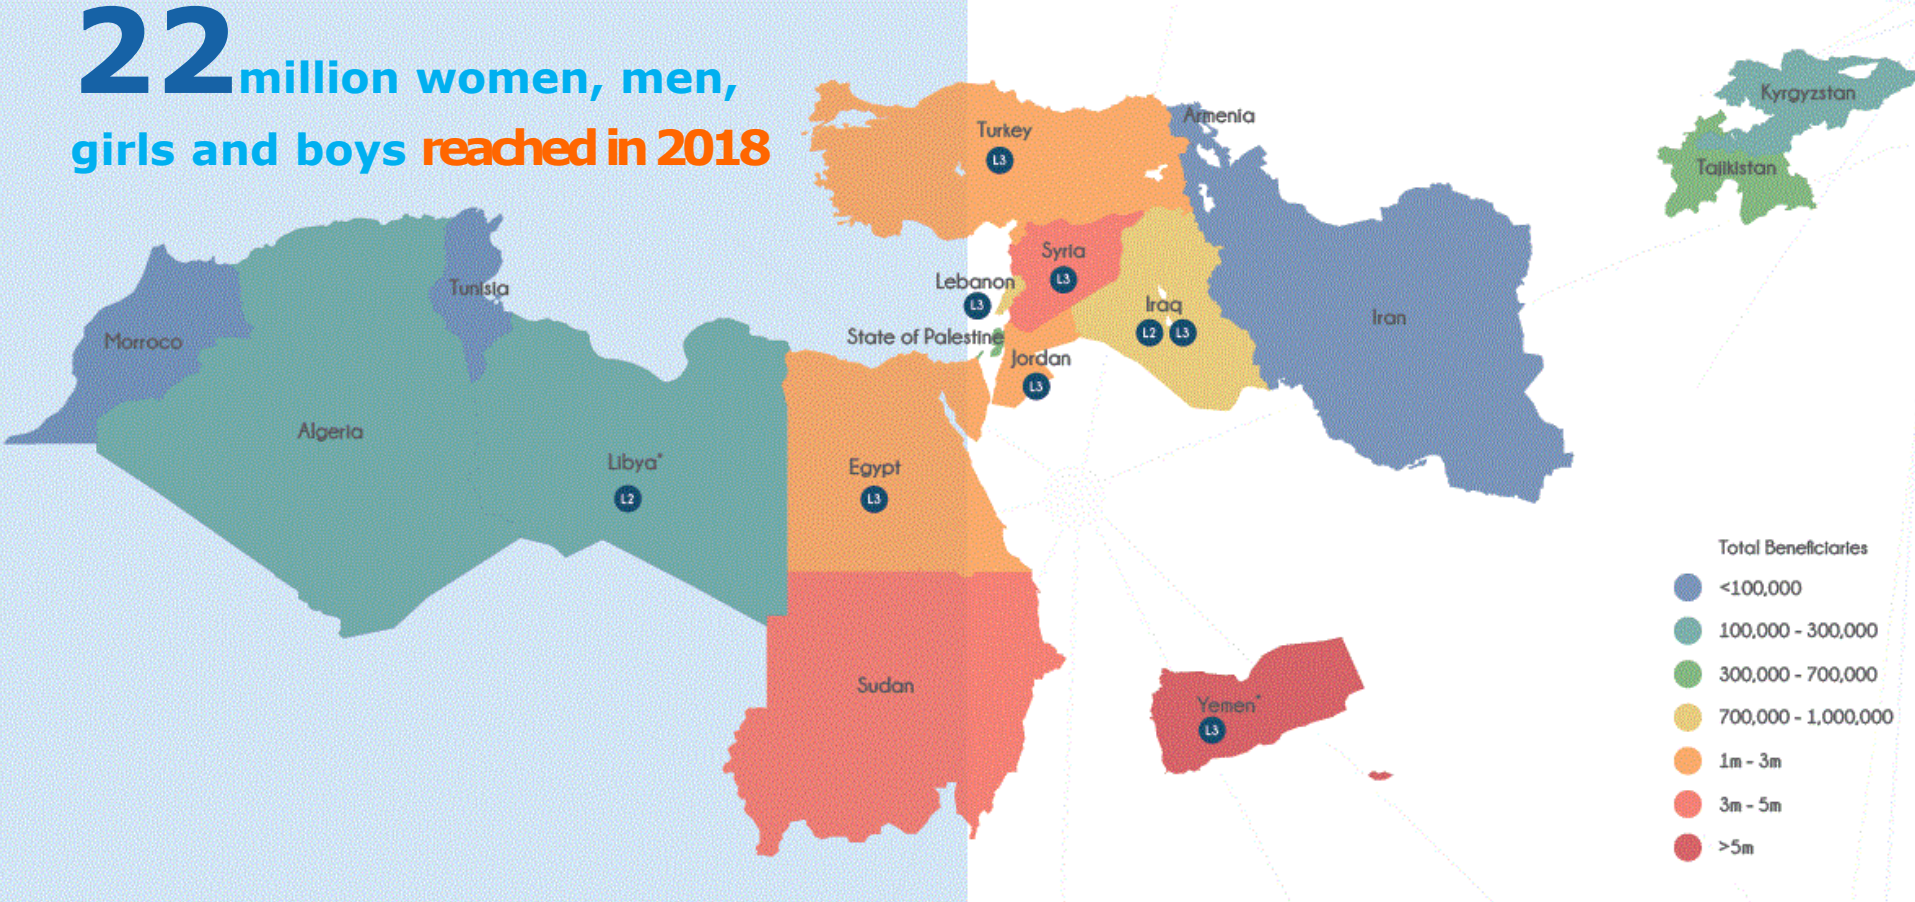 22 million women, men,
girls and boys reached in 2018
Turkey
L3
Armenia
Kyrgyzstan
Tajikistan
Syria
L3
Lebanon
L3
Iraq
L2 L3
Iran
State of Palestine
Jordan
L3
Tunisia
Morroco
Algeria
Libya*
L2
Egypt
L3
Sudan
Yemen*
L3
Total Beneficiaries
<100,000
100,000 - 300,000
300,000 - 700,000
700,000 - 1,000,000
1m - 3m
3m - 5m
>5m